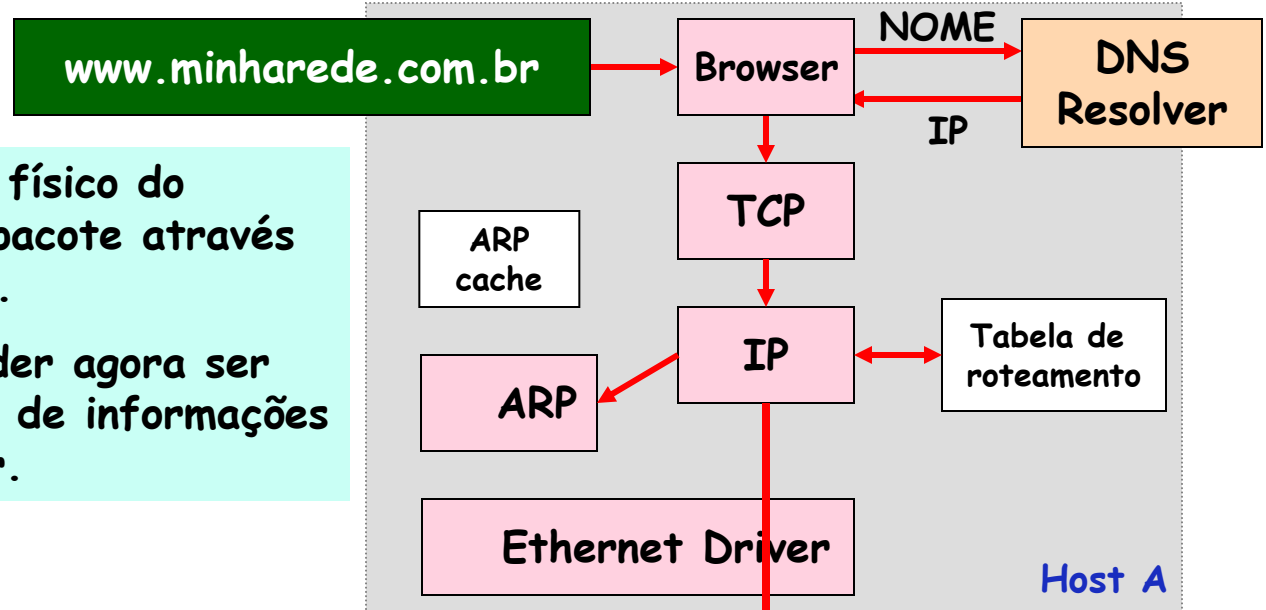 www.minharede.com.br
Browser
NOME
IP
DNS
Resolver
físico do
pacote através
agora ser
de informações
TCP
ARP
cache
IP
Tabela de
roteamento
ARP
Ethernet Driver
Host A